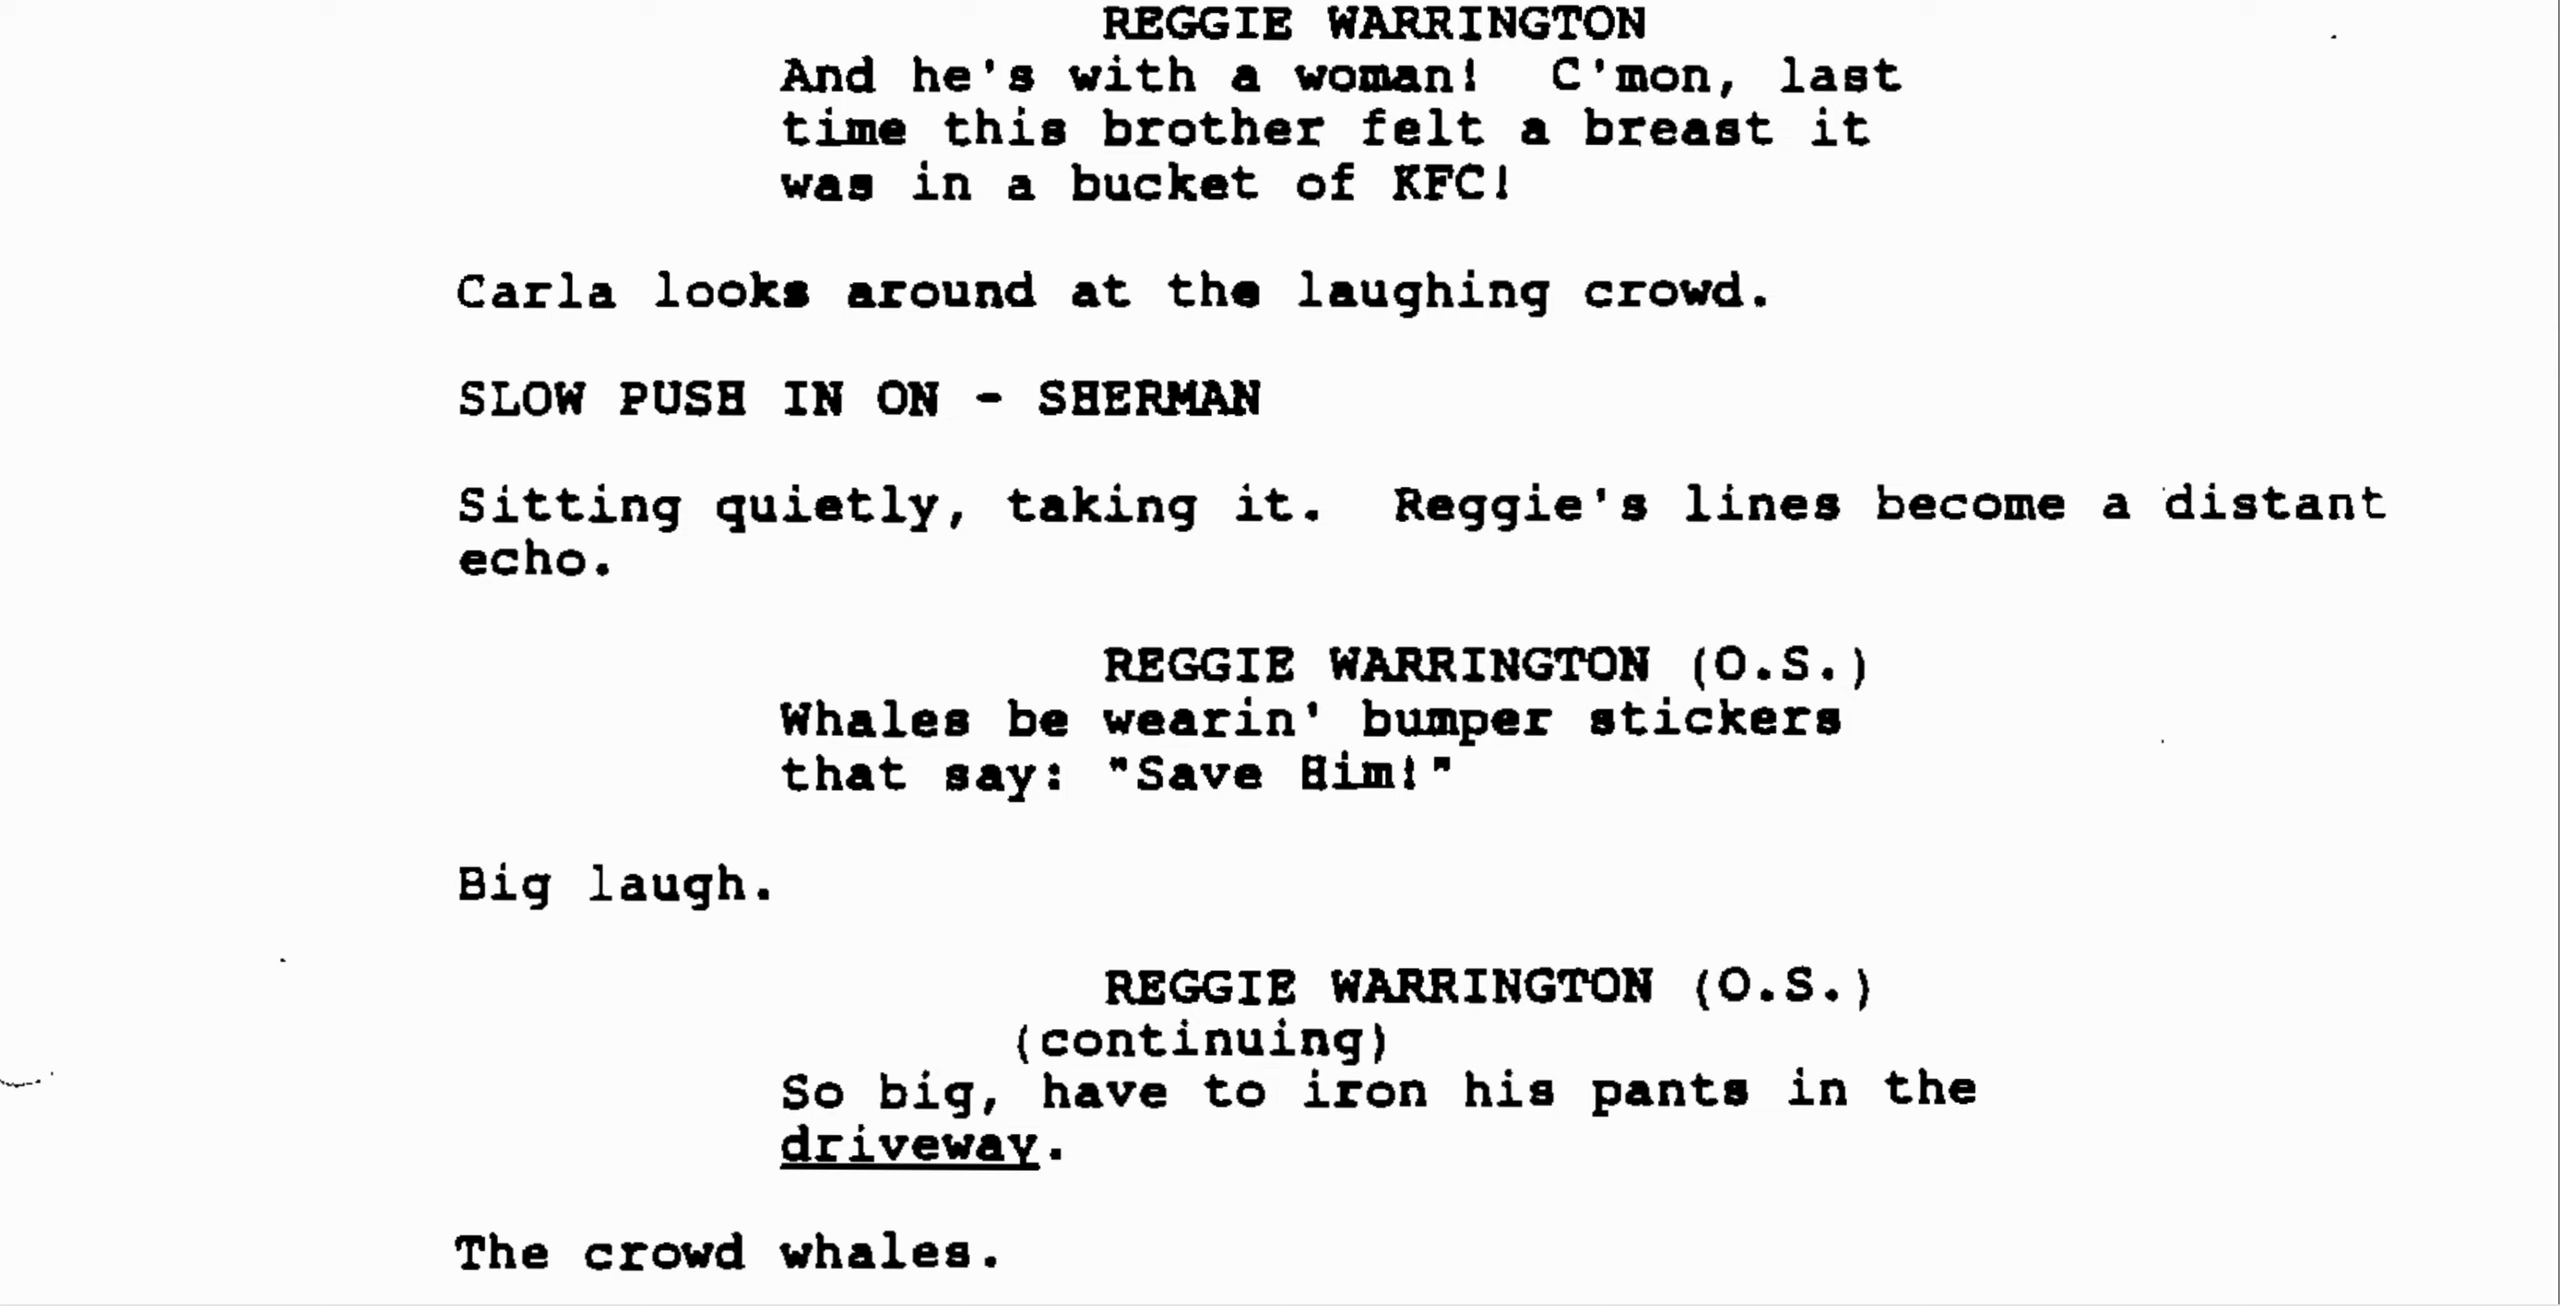 REGGIE WARRINGTON
And he's with a woman!  C'mon, last
time this brother felt a breast it
was in a bucket of KFC!
Carla looks around at the laughing crowd.
SLOW PUSH IN ON - SHERMAN
Sitting quietly, taking it.  Reggie's lines become a distant
echo.
REGGIE WARRINGTON (O.S.)
Whales be wearin' bumper stickers
that say: "Save Him!"
Big laugh.
REGGIE WARRINGTON (O.S.)
(continuing)
So big, have to iron his pants in the
driveway.
The crowd whales.